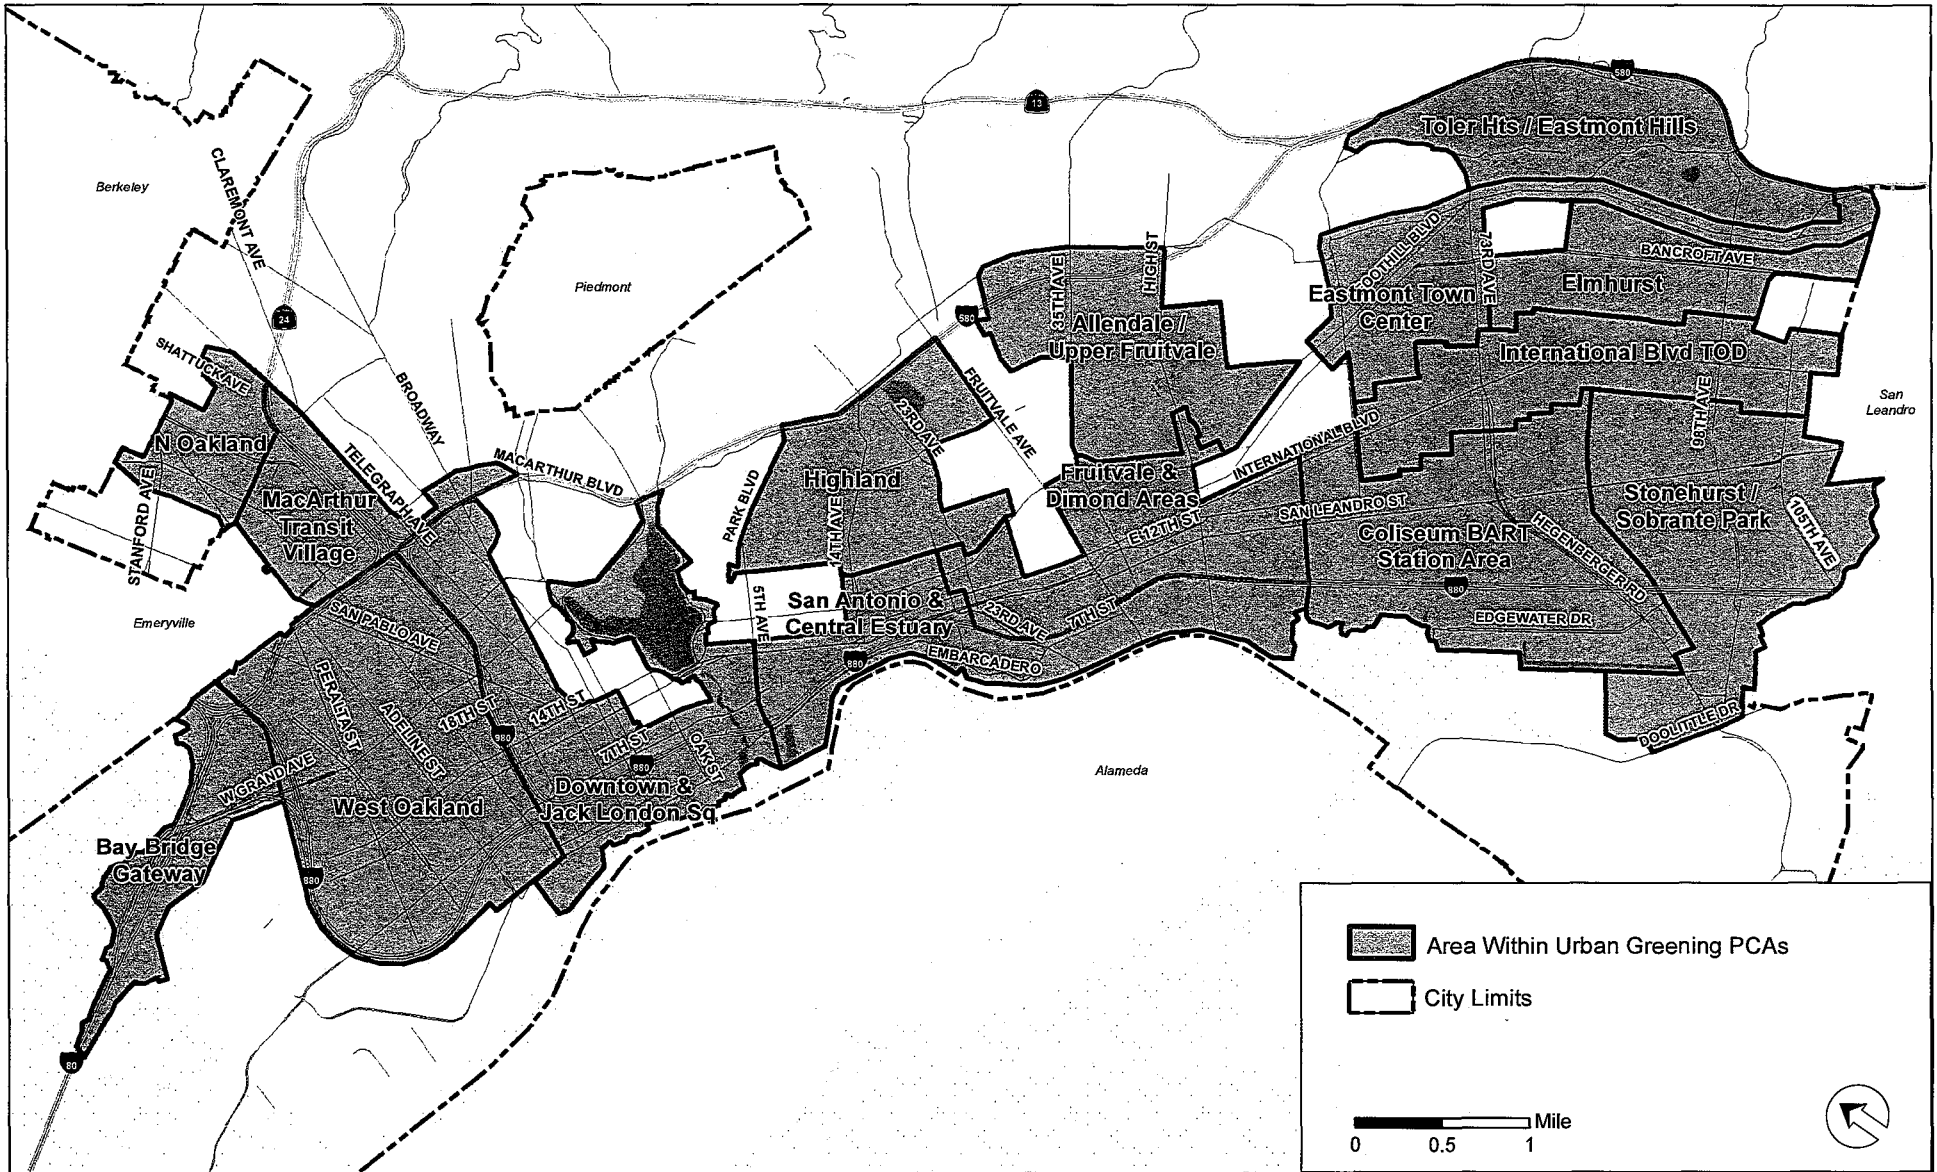 580
13
Toler Hts / Eastmont Hills
Berkeley
CLAREMONT AVE
Piedmont
24
FOOTHILL BLVD
73RD AVE
BANCROFT AVE
HIGH ST
35TH AVE
Elmhurst
Eastmont Town
Center
580
Allendale /
Upper Fruitvale
International Blvd TOD
SHATTUCK AVE
BROADWAY
FRUITVALE AVE
23RD AVE
98TH AVE
San
Leandro
N Oakland
TELEGRAPH AVE
MACARTHUR BLVD
PARK BLVD
Highland
14TH AVE
INTERNATIONAL BLVD
Fruitvale &
Dimond Areas
MacArthur
Transit
Village
STANFORD AVE
E 12TH ST
SAN LEANDRO ST
Stonehurst /
Sobrante Park
105TH AVE
HEGENBERGER RD
Coliseum BART
Station Area
880
EDGEWATER DR
Emeryville
SAN PABLO AVE
5TH AVE
San Antonio &
Central Estuary
23RD AVE
7TH ST
EMBARCADERO
880
PERALTA ST
ADELINE ST
18TH ST
14TH ST
980
7TH ST
880
OAK ST
DOOLITTLE DR
Alameda
W GRAND AVE
West Oakland
Downtown &
Jack London Sq
Bay Bridge
Gateway
880
80
Area Within Urban Greening PCAs
City Limits
Mile
0 0.5 1